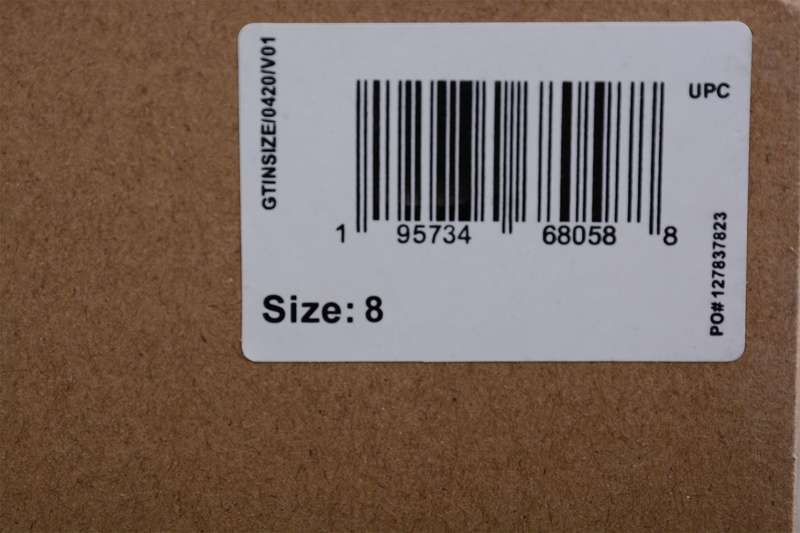 GTINSIZE/0420/V01
UPC
1 95734 68058 8
Size: 8
PO#127837823